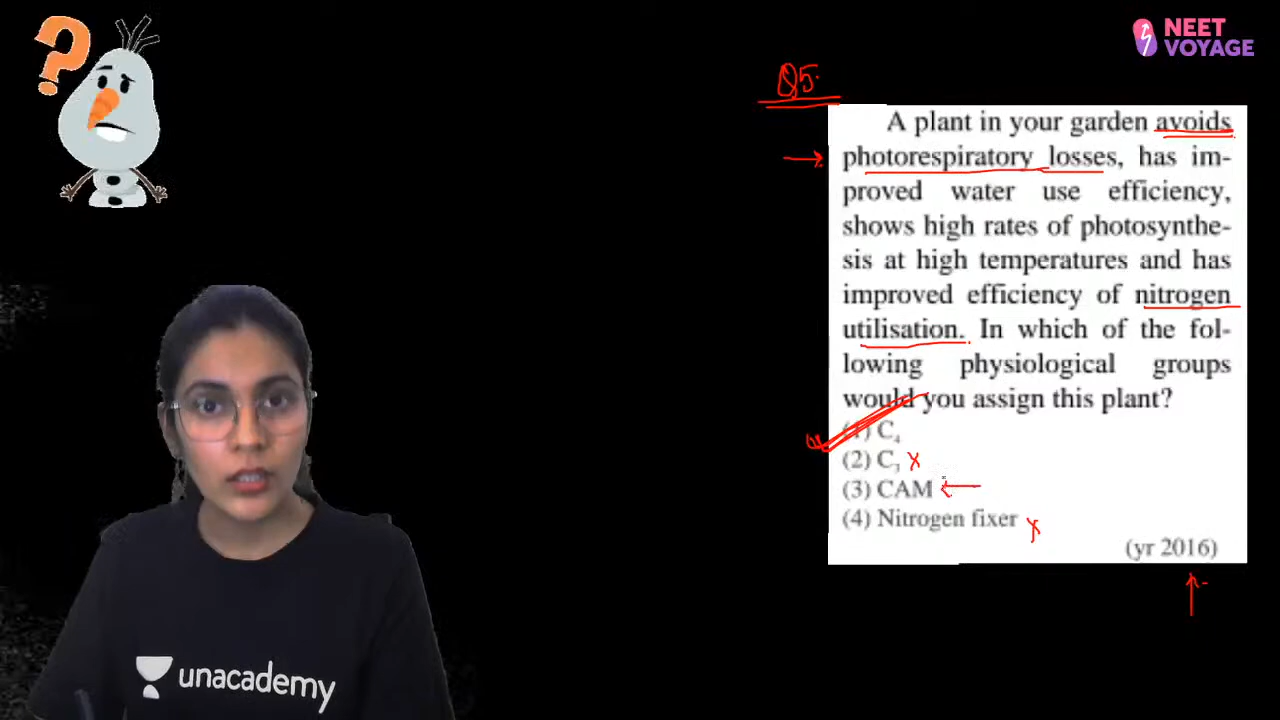 ?
NEET
VOYAGE
Q5.
A plant in your garden avoids
photorespiratory losses, has im-
proved water use efficiency,
shows high rates of photosynthe-
sis at high temperatures and has
improved efficiency of nitrogen
utilisation. In which of the fol-
lowing physiological groups
would you assign this plant?
(1) C₄
(2) C₃ x
(3) CAM
(4) Nitrogen fixer x
(yr 2016)
unacademy